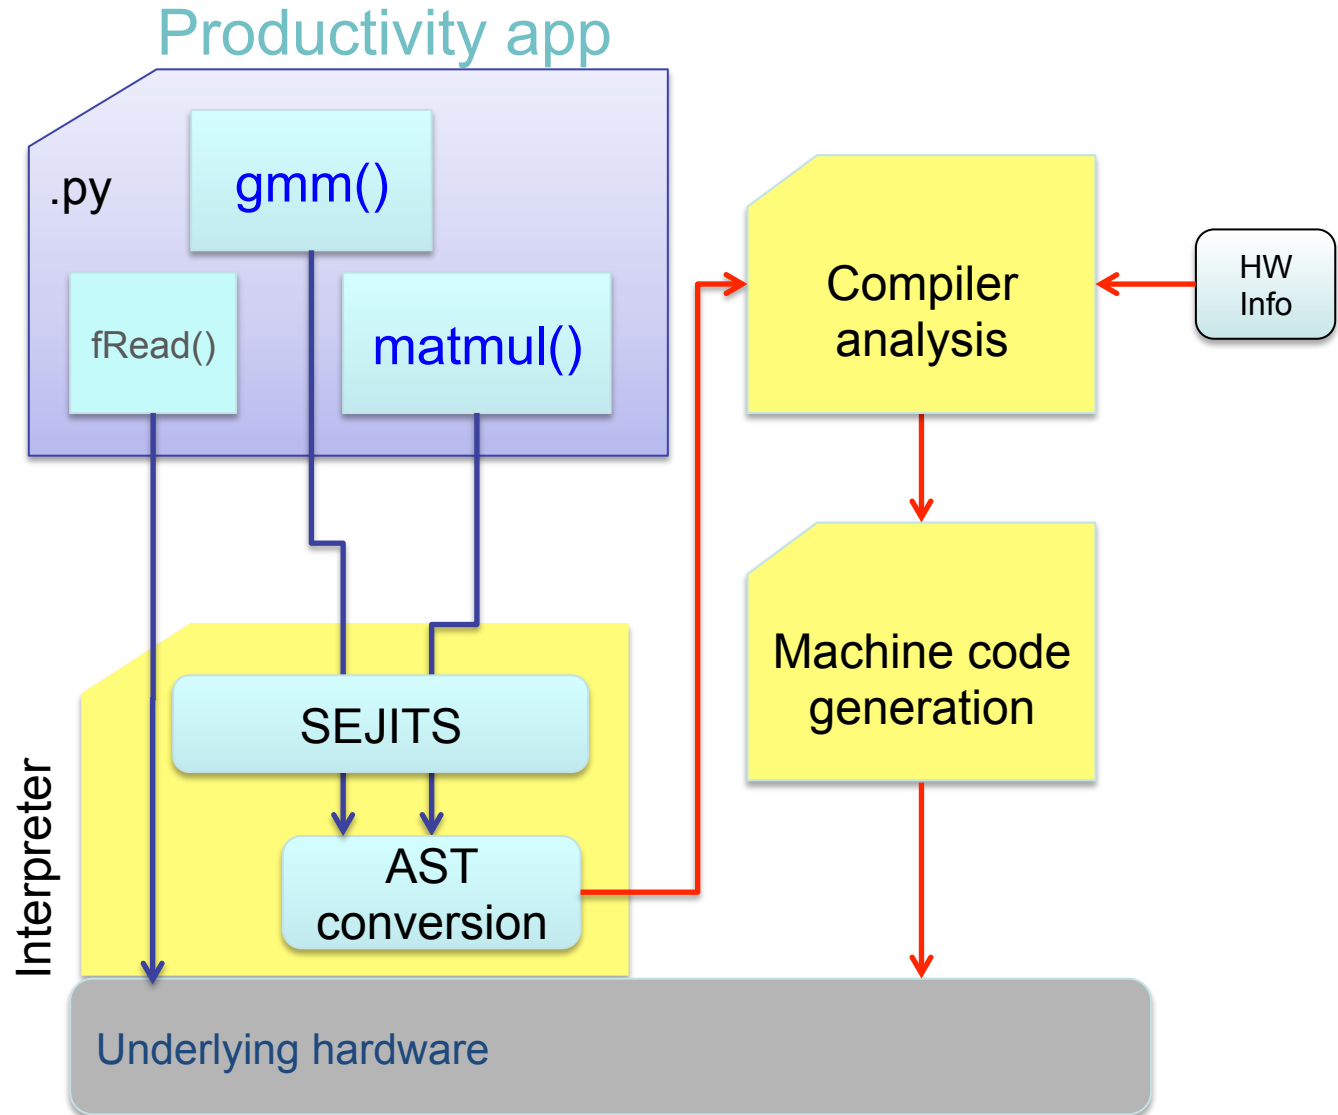 Productivity app
.py
gmm()
fRead()
matmul()
Compiler
analysis
HW
Info
Machine code
generation
Interpreter
SEJITS
AST
conversion
Underlying hardware